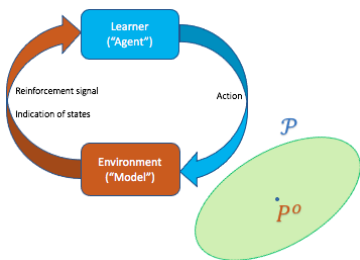 Learner
("Agent")
Reinforcement signal
Indication of states
Action
Environment
("Model")
𝒫
P⁰